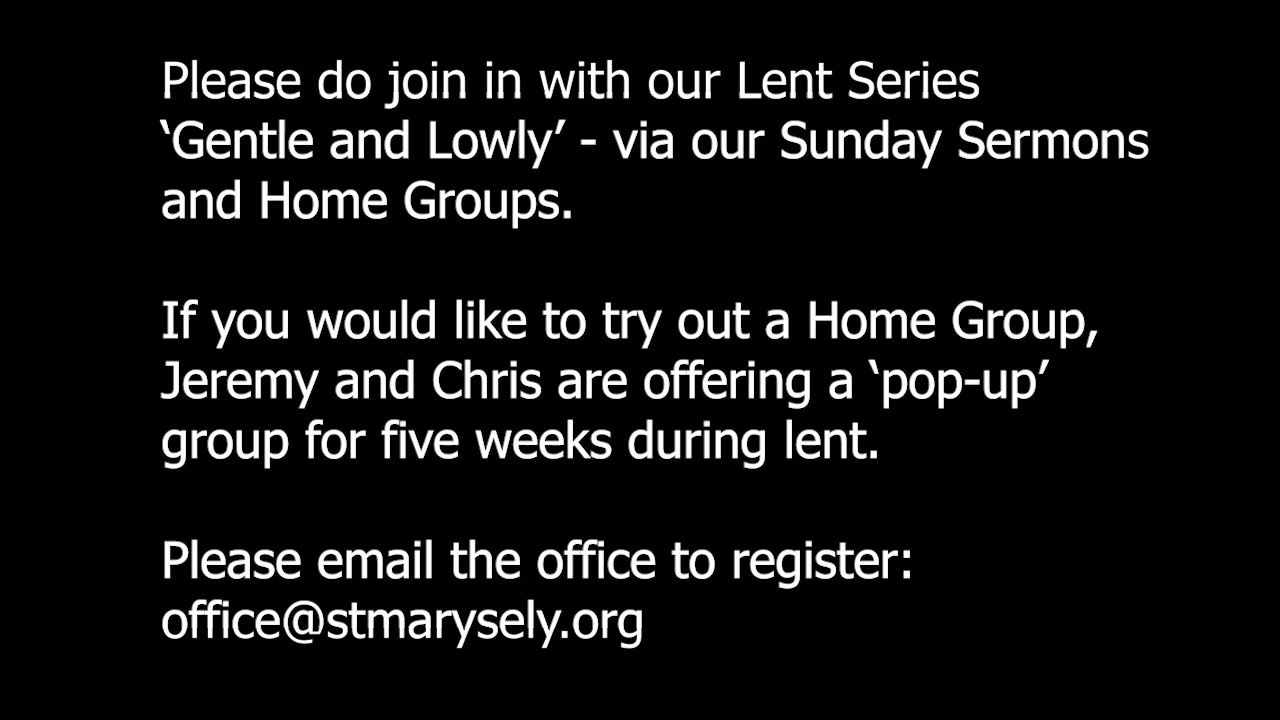 Please do join in with our Lent Series
‘Gentle and Lowly’ - via our Sunday Sermons
and Home Groups.
If you would like to try out a Home Group,
Jeremy and Chris are offering a ‘pop-up’
group for five weeks during lent.
Please email the office to register:
office@stmarysely.org